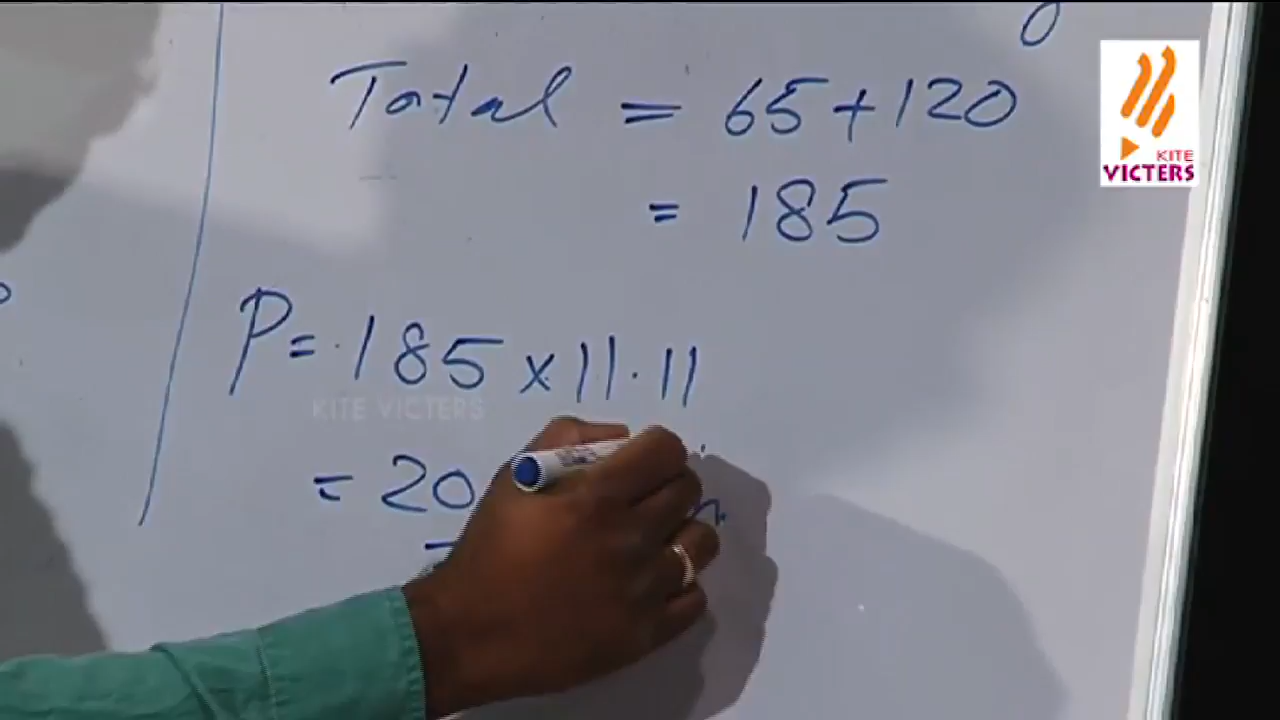 Total = 65+120
= 185
P = 185 x 11.11
= 20
KITE VICTERS
KITE
VICTERS